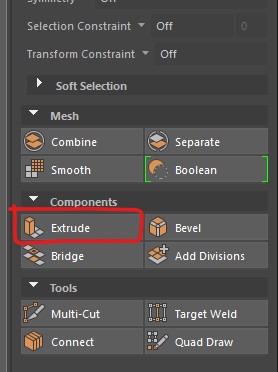 Symmetry Off
Selection Constraint Off 0
Transform Constraint Off
Soft Selection
Mesh
Combine Separate
Smooth Boolean
Components
Extrude Bevel
Bridge Add Divisions
Tools
Multi-Cut Target Weld
Connect Quad Draw